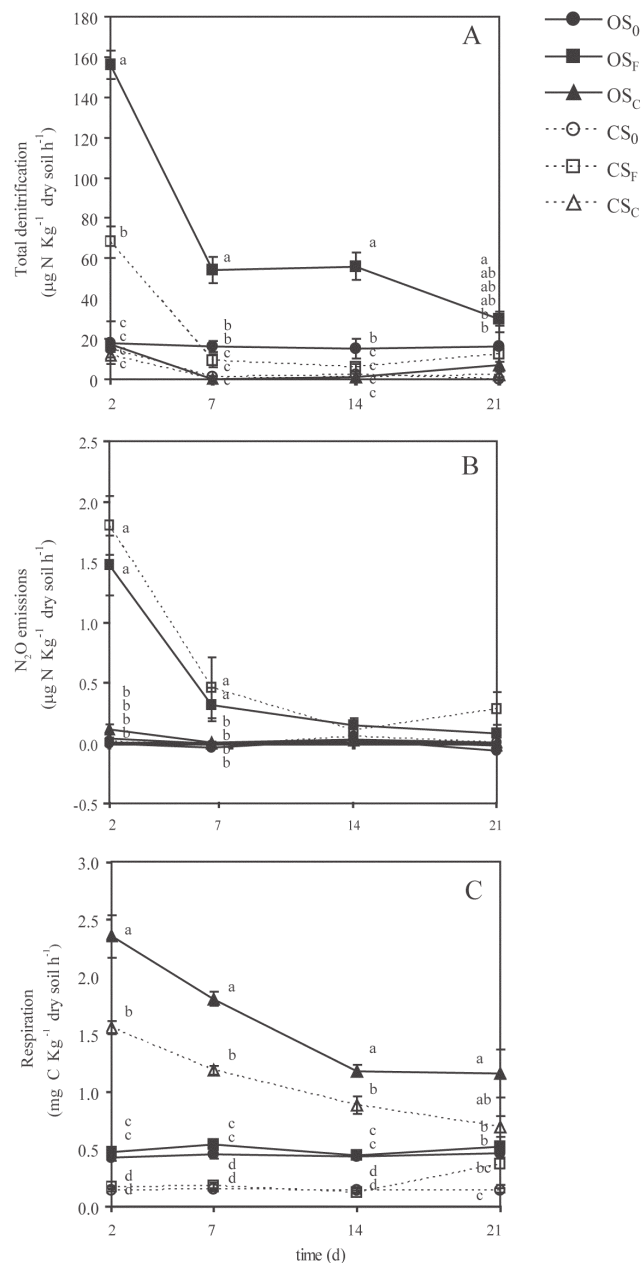 A
OS0
OSF
OSC
CS0
CSF
CSC
Total denitrification
(µg N Kg-1 dry soil h-1)
180
160
140
120
100
80
60
40
20
0
a
b
c
c
c
c
a
b
b
c
c
c
a
b
c
c
c
c
a
ab
ab
ab
b
b
2
7
14
21
B
N2O emissions
(µg N Kg-1 dry soil h-1)
2.5
2.0
1.5
1.0
0.5
0.0
-0.5
a
a
b
b
b
b
a
a
b
b
b
b
2
7
14
21
C
Respiration
(mg C Kg-1 dry soil h-1)
3.0
2.5
2.0
1.5
1.0
0.5
0.0
a
b
c
c
d
d
a
b
c
c
d
d
a
b
c
c
d
d
a
ab
b
b
bc
c
2
7
14
21
time (d)